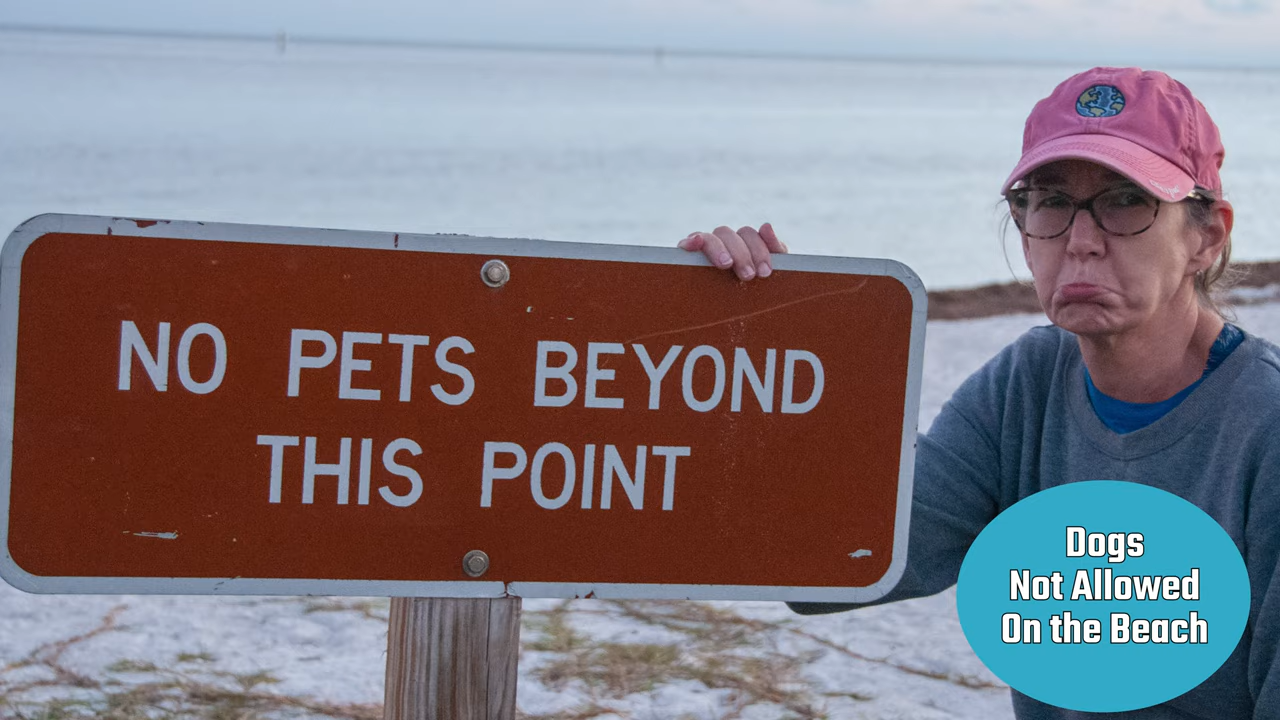 NO PETS BEYOND
THIS POINT
Dogs
Not Allowed
On the Beach